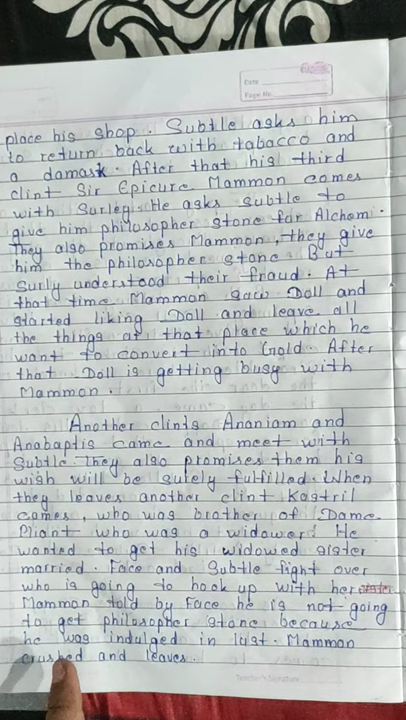 Date
Page No.
place his shop. Subtle asks him
to return back with tabacco and
a damask. After that his third
clint Sir Epicure Mammon comes
with Surley. He asks subtle to
give him philosopher stone for Alchemi.
They also promises Mammon, they give
him the philosopher stone. But
Surly understood their fraud. At
that time Mammon saw Doll and
started liking Doll and leave all
the things at that place which he
want to convert into Gold. After
that Doll is getting busy with
Mammon.
Another clints Ananiam and
Anabaptis came and meet with
Subtle. They also promises them his
wish will be surely fulfilled. When
they leaves another clint Kastril
comes, who was brother of Dame
Pliant who was a widower. He
wanted to get his widowed sister
married. Face and Subtle fight over
who is going to hook up with her sister
Mammon told by Face he is not going
to get philosopher stone because
he was indulged in lust. Mammon
crushed and leaves.
Teacher's Signature